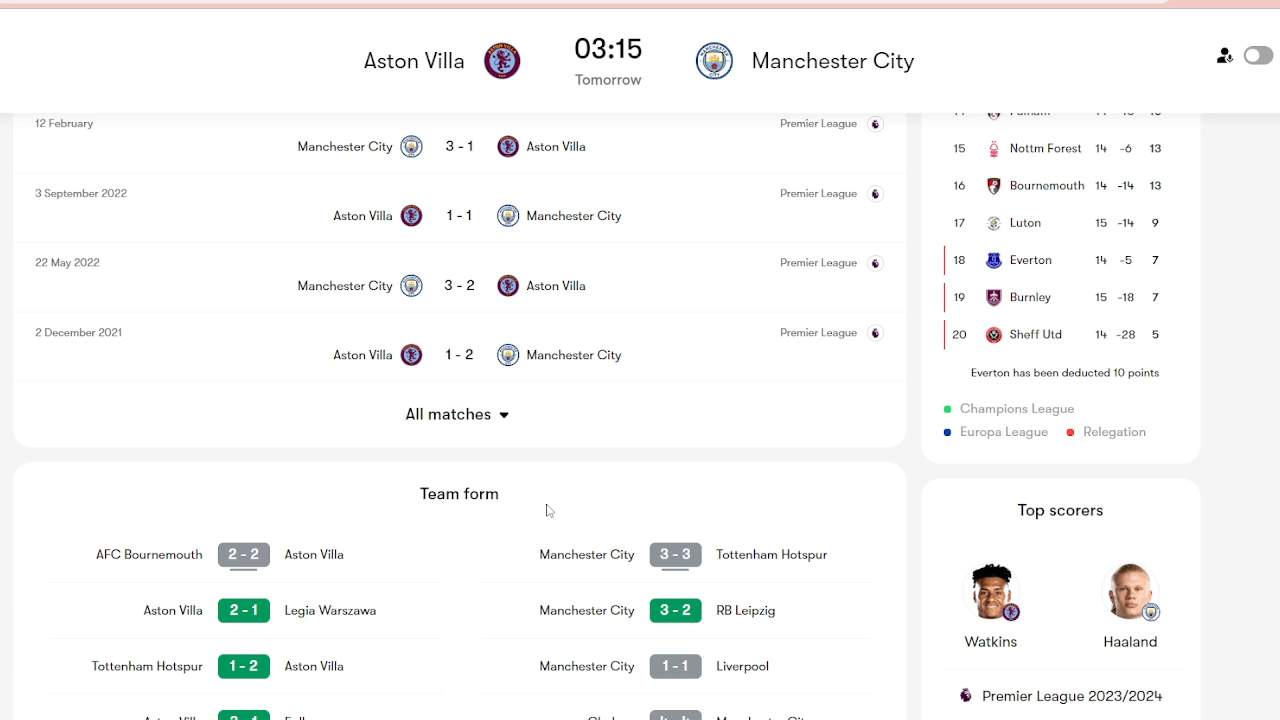 Aston Villa 03:15 Manchester City
Tomorrow
12 February Premier League
Manchester City 3 - 1 Aston Villa
3 September 2022 Premier League
Aston Villa 1 - 1 Manchester City
22 May 2022 Premier League
Manchester City 3 - 2 Aston Villa
2 December 2021 Premier League
Aston Villa 1 - 2 Manchester City
All matches
Team form
AFC Bournemouth 2 - 2 Aston Villa
Manchester City 3 - 3 Tottenham Hotspur
Aston Villa 2 - 1 Legia Warszawa
Manchester City 3 - 2 RB Leipzig
Tottenham Hotspur 1 - 2 Aston Villa
Manchester City 1 - 1 Liverpool
15 Nottm Forest 14 -6 13
16 Bournemouth 14 -14 13
17 Luton 15 -14 9
18 Everton 14 -5 7
19 Burnley 15 -18 7
20 Sheff Utd 14 -28 5
Everton has been deducted 10 points
Champions League
Europa League Relegation
Top scorers
Watkins Haaland
Premier League 2023/2024